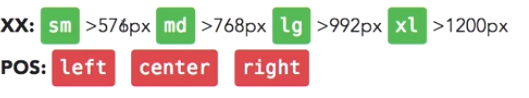 XX: sm >576px md >768px lg >992px xl >1200px
POS: left center right